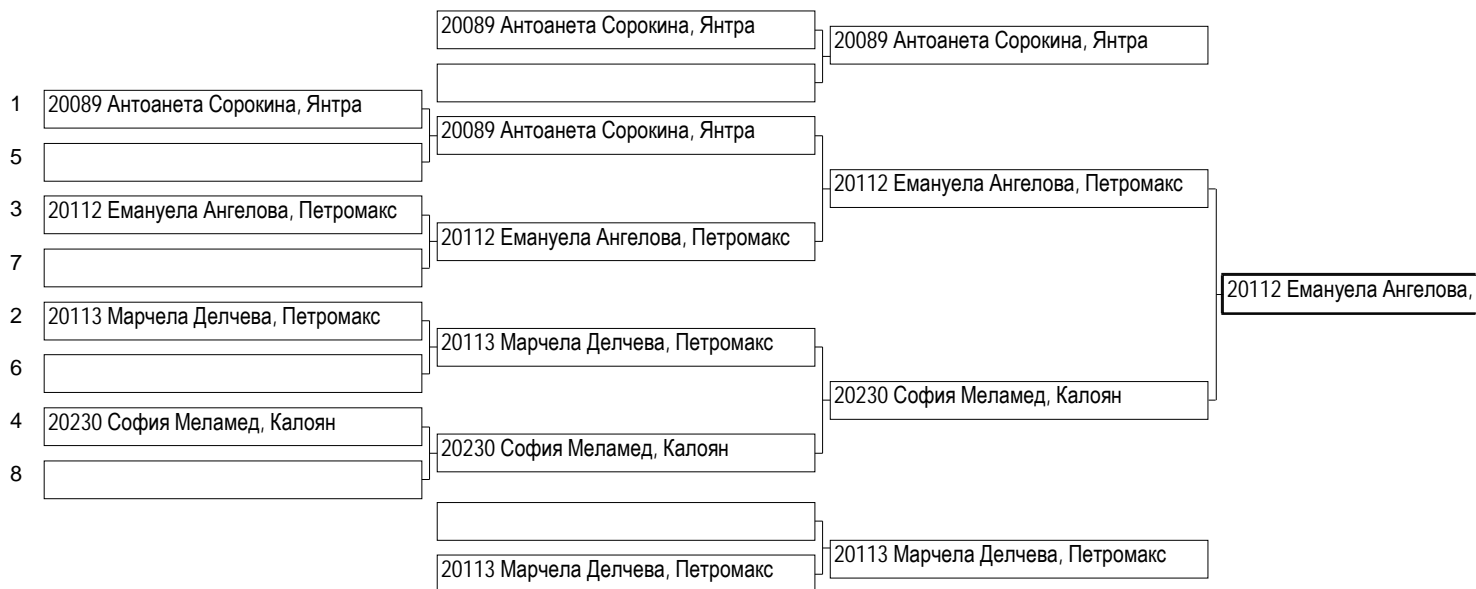 20089 Антоанета Сорокина, Янтра
20089 Антоанета Сорокина, Янтра
1 20089 Антоанета Сорокина, Янтра
20089 Антоанета Сорокина, Янтра
5
20112 Емануела Ангелова, Петромакс
3 20112 Емануела Ангелова, Петромакс
20112 Емануела Ангелова, Петромакс
7
20112 Емануела Ангелова,
2 20113 Марчела Делчева, Петромакс
20113 Марчела Делчева, Петромакс
6
20230 София Меламед, Калоян
4 20230 София Меламед, Калоян
20230 София Меламед, Калоян
8
20113 Марчела Делчева, Петромакс
20113 Марчела Делчева, Петромакс